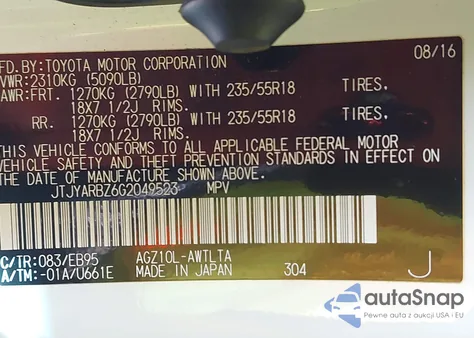 MFD.BY:TOYOTA MOTOR CORPORATION 08/16
GVWR:2310KG (5090LB)
GAWR:FRT. 1270KG (2790LB) WITH 235/55R18 TIRES.
18X7 1/2J RIMS.
RR. 1270KG (2790LB) WITH 235/55R18 TIRES.
18X7 1/2J RIMS.
THIS VEHICLE CONFORMS TO ALL APPLICABLE FEDERAL MOTOR
VEHICLE SAFETY AND THEFT PREVENTION STANDARDS IN EFFECT ON
THE DATE OF MANUFACTURE SHOWN ABOVE.
JTJYARBZ6G2049523 MPV
C/TR:083/EB95 AGZ10L-AWTLTA
A/TM:-01A/U661E MADE IN JAPAN 304 J
autoSnap
Pewne auta z aukcji USA - EU